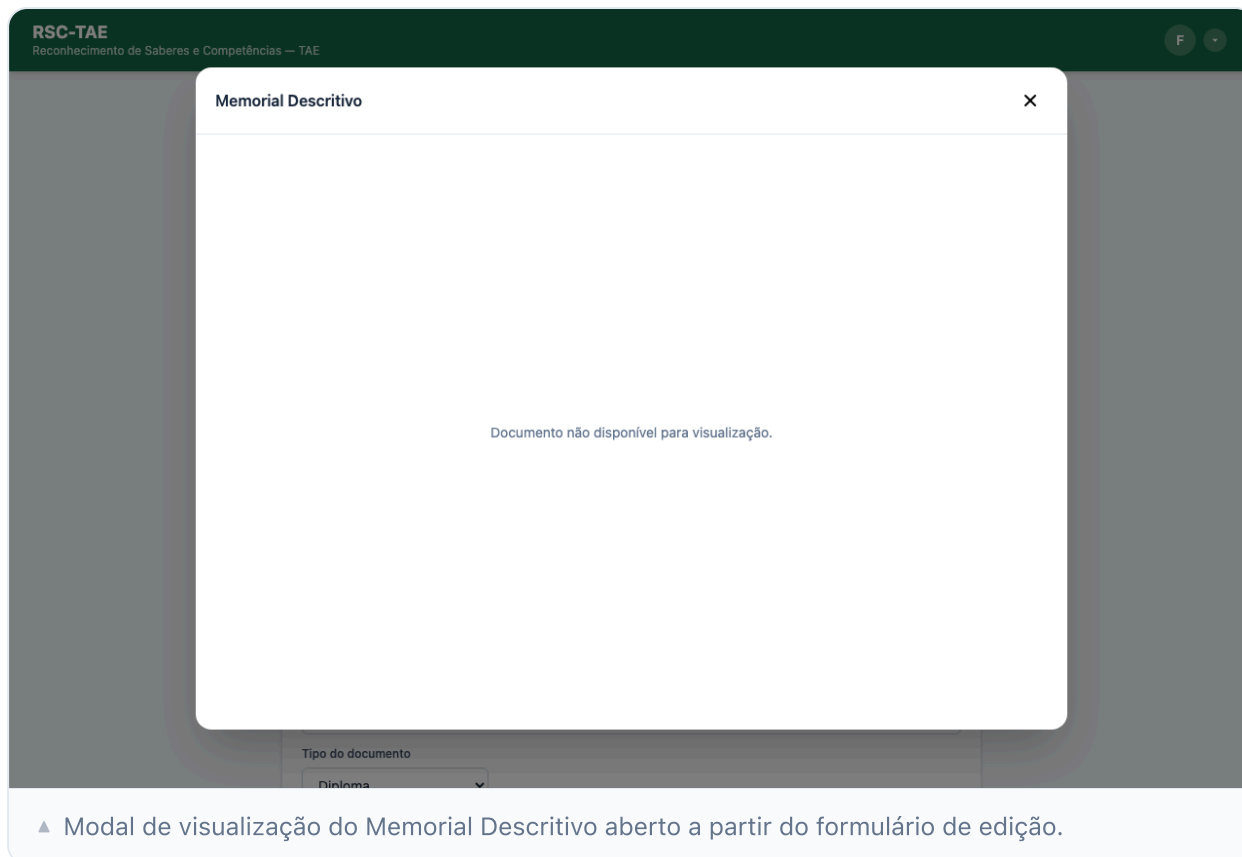 RSC-TAE
Reconhecimento de Saberes e Competências — TAE
F
Memorial Descritivo
Documento não disponível para visualização.
Tipo do documento
Diploma
Modal de visualização do Memorial Descritivo aberto a partir do formulário de edição.